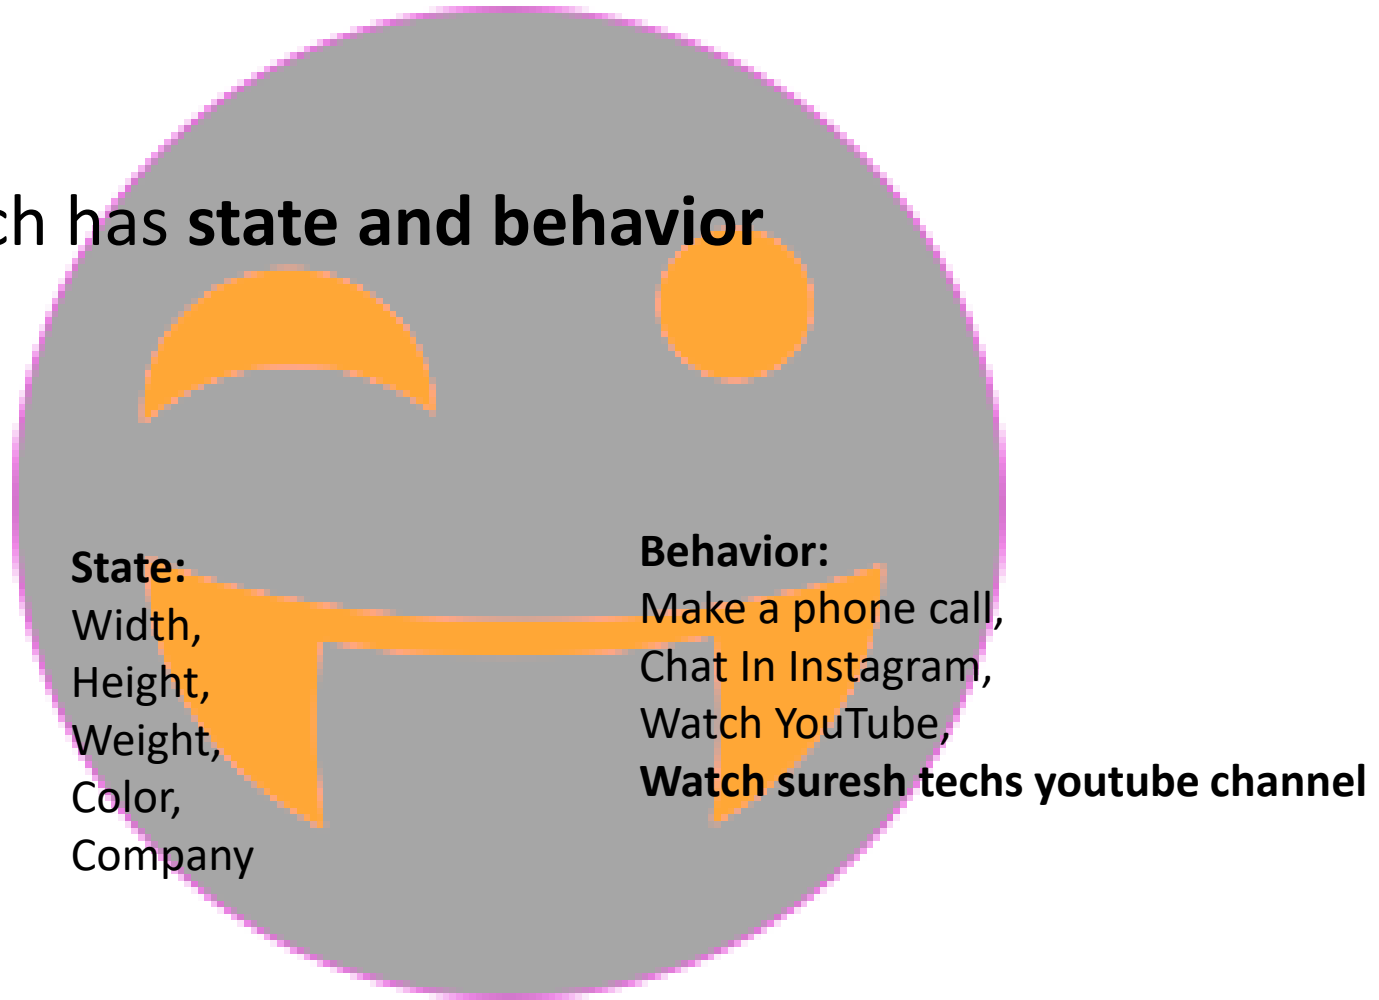 ch has state and behavior
State:
Width,
Height,
Weight,
Color,
Company
Behavior:
Make a phone call,
Chat In Instagram,
Watch YouTube,
Watch suresh techs youtube channel